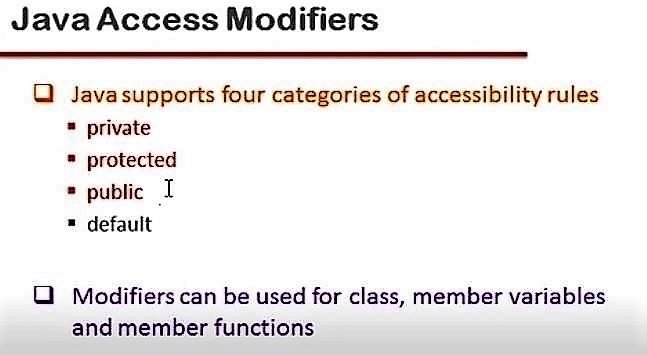 Java Access Modifiers
Java supports four categories of accessibility rules
private
protected
public
default
Modifiers can be used for class, member variables
and member functions